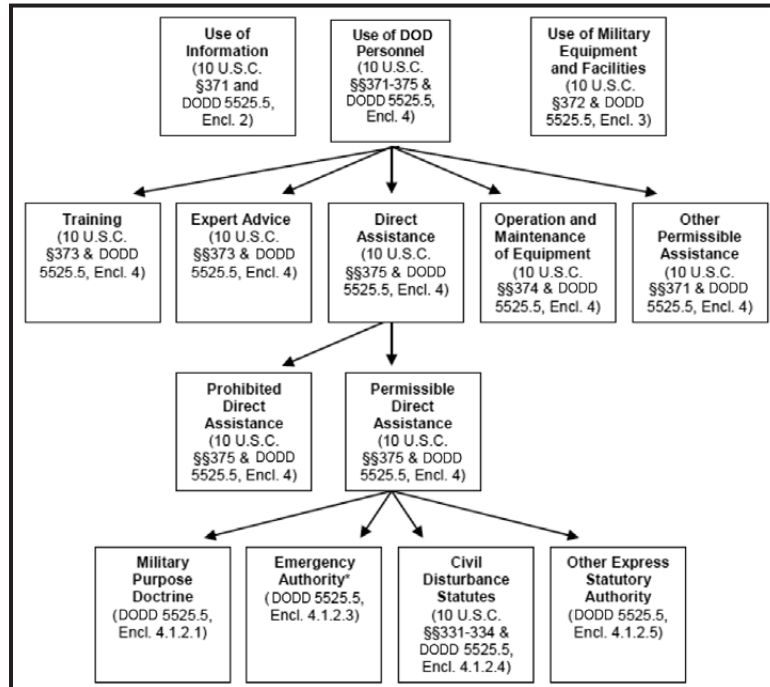 Use of
Information
(10 U.S.C.
§371 and
DODD 5525.5,
Encl. 2)
Use of DOD
Personnel
(10 U.S.C.
§§371-375 &
DODD 5525.5,
Encl. 4)
Use of Military
Equipment
and Facilities
(10 U.S.C.
§372 & DODD
5525.5, Encl. 3)
Training
(10 U.S.C.
§373 & DODD
5525.5, Encl. 4)
Expert Advice
(10 U.S.C.
§§373 & DODD
5525.5, Encl. 4)
Direct
Assistance
(10 U.S.C.
§§375 & DODD
5525.5, Encl. 4)
Operation and
Maintenance
of Equipment
(10 U.S.C.
§§374 & DODD
5525.5, Encl. 4)
Other
Permissible
Assistance
(10 U.S.C.
§§371 & DODD
5525.5, Encl. 4)
Prohibited
Direct
Assistance
(10 U.S.C.
§§375 & DODD
5525.5, Encl. 4)
Permissible
Direct
Assistance
(10 U.S.C.
§§375 & DODD
5525.5, Encl. 4)
Military
Purpose
Doctrine
(DODD 5525.5,
Encl. 4.1.2.1)
Emergency
Authority*
(DODD 5525.5,
Encl. 4.1.2.3)
Civil
Disturbance
Statutes
(10 U.S.C.
§§331-334 &
DODD 5525.5,
Encl. 4.1.2.4)
Other Express
Statutory
Authority
(DODD 5525.5,
Encl. 4.1.2.5)